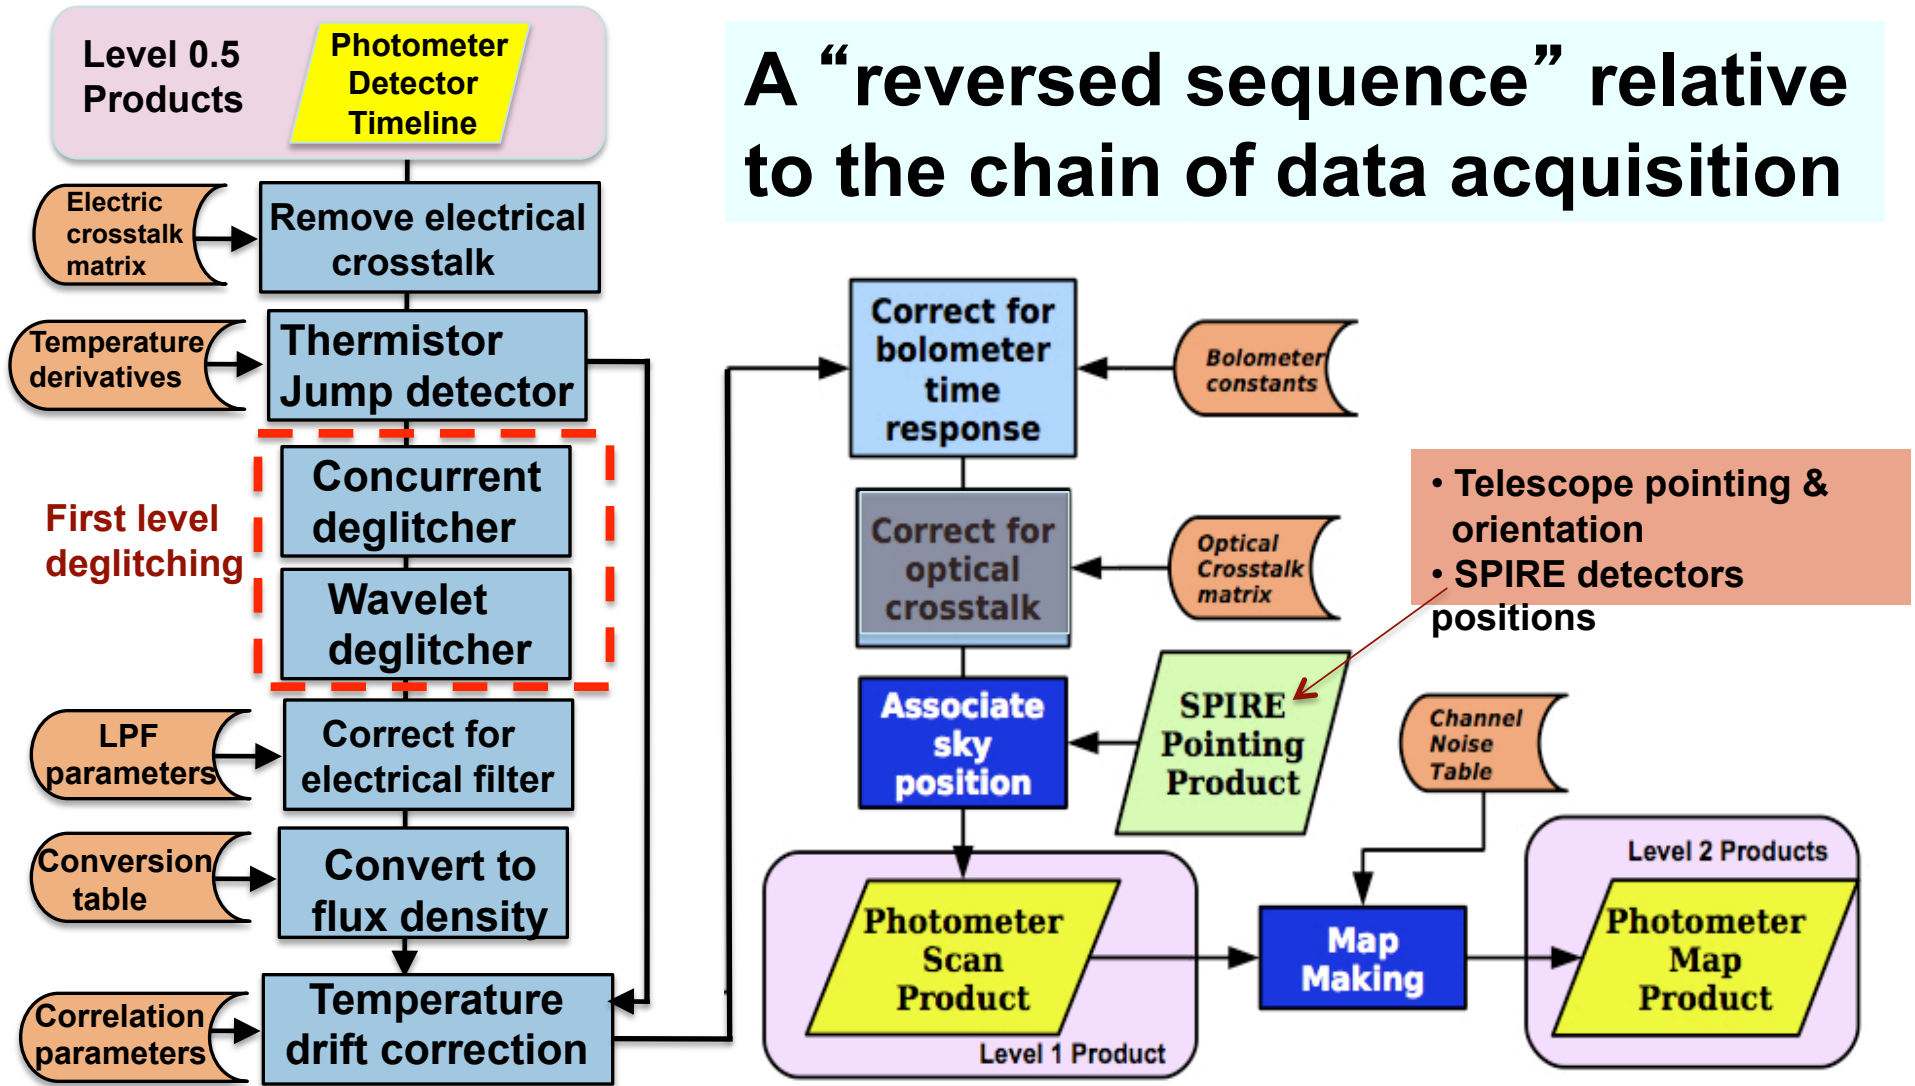 Level 0.5
Products
Photometer
Detector
Timeline
A “reversed sequence” relative
to the chain of data acquisition
Electric
crosstalk
matrix
Remove electrical
crosstalk
Temperature
derivatives
Thermistor
Jump detector
First level
deglitching
Concurrent
deglitcher
Wavelet
deglitcher
LPF
parameters
Correct for
electrical filter
Conversion
table
Convert to
flux density
Correlation
parameters
Temperature
drift correction
Correct for
bolometer
time
response
Bolometer
constants
Correct for
optical
crosstalk
Optical
Crosstalk
matrix
• Telescope pointing &
orientation
• SPIRE detectors
positions
Associate
sky
position
SPIRE
Pointing
Product
Channel
Noise
Table
Photometer
Scan
Product
Level 1 Product
Map
Making
Level 2 Products
Photometer
Map
Product